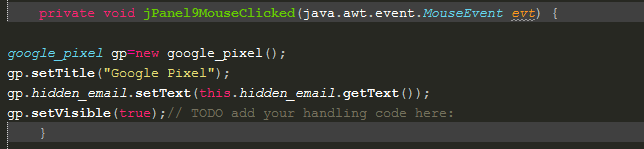 private void jPanel9MouseClicked(java.awt.event.MouseEvent evt) {
google_pixel gp=new google_pixel();
gp.setTitle("Google Pixel");
gp.hidden_email.setText(this.hidden_email.getText());
gp.setVisible(true);// TODO add your handling code here:
}